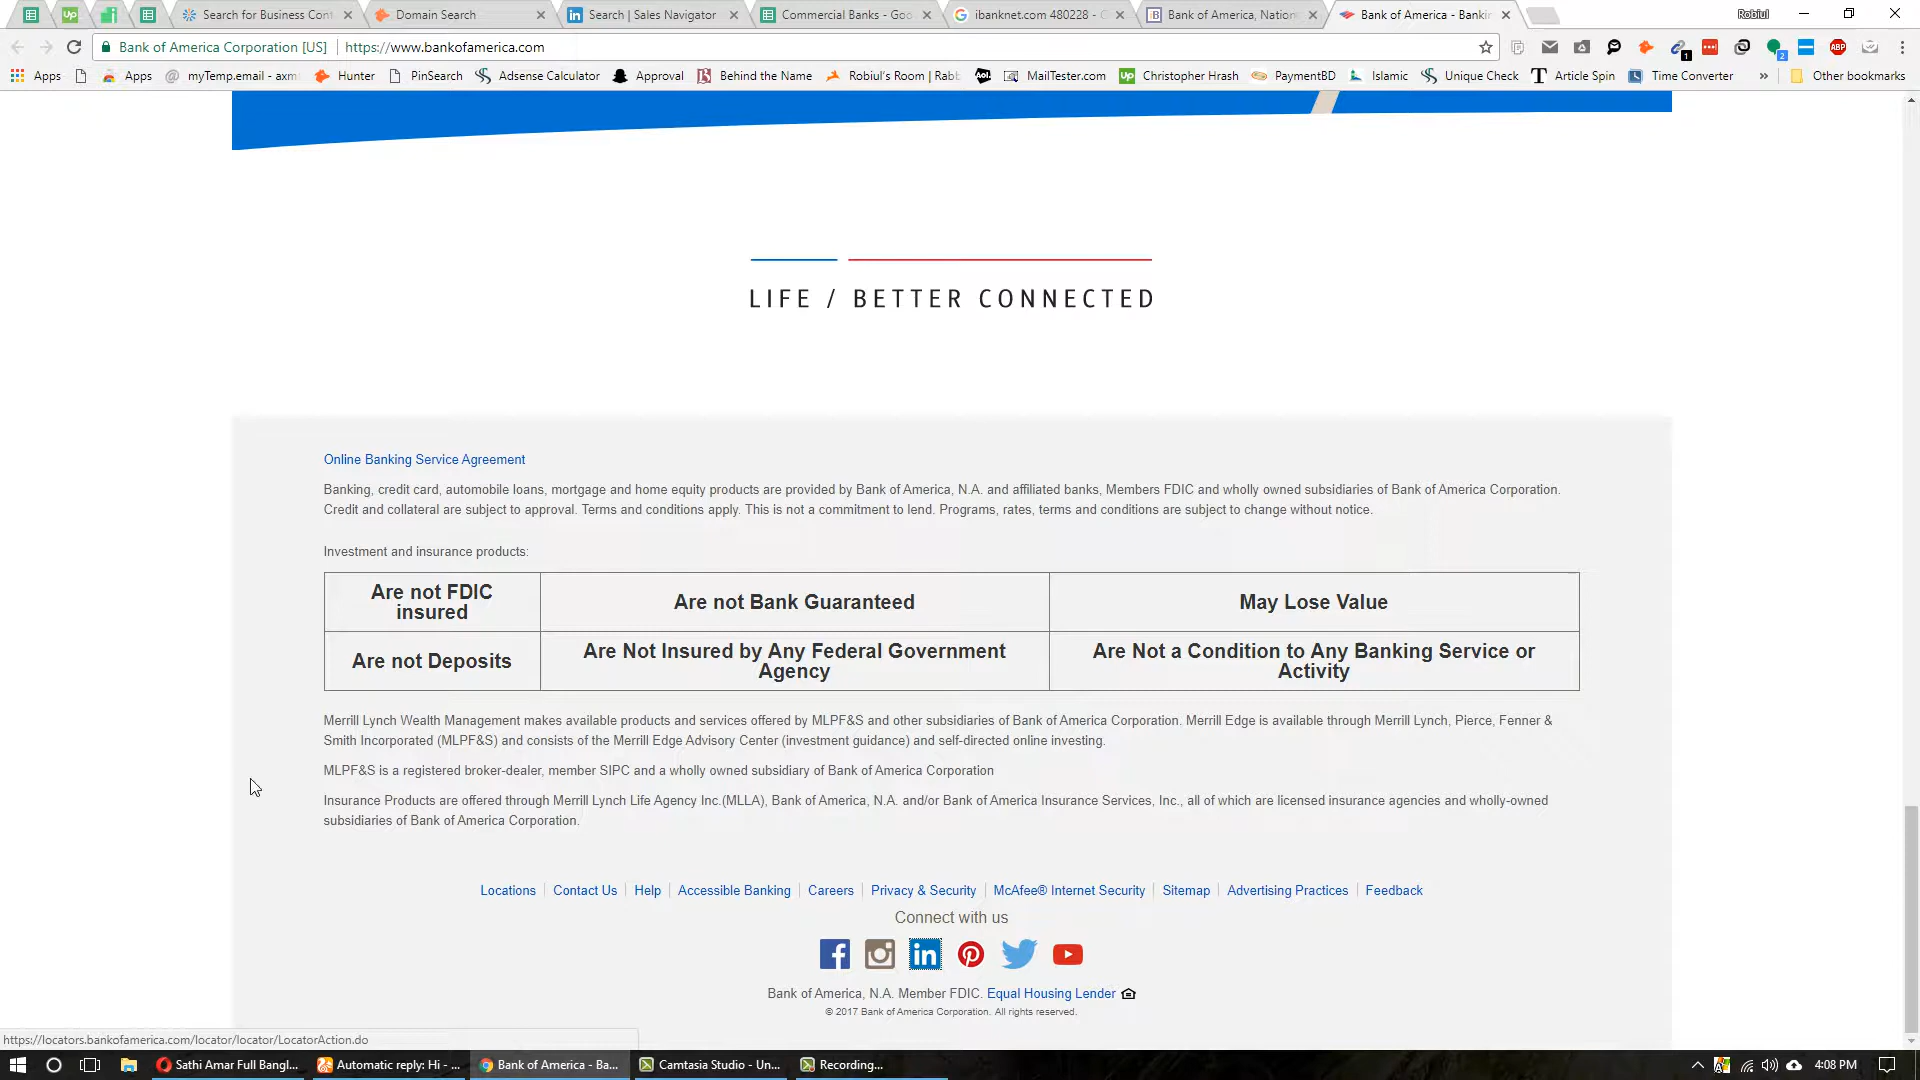 Search for Business Cont
Domain Search
Search | Sales Navigator
Commercial Banks - Goo
ibanknet.com 480228 - G
Bank of America, Nation
Bank of America - Bankin
Robiul
Bank of America Corporation [US]
https://www.bankofamerica.com
Apps
Apps
myTemp.email - axm
Hunter
PinSearch
Adsense Calculator
Approval
Behind the Name
Robiul's Room | Rabb
Aol.
MailTester.com
Up
Christopher Hrash
PaymentBD
Islamic
Unique Check
Article Spin
Time Converter
»
Other bookmarks
LIFE / BETTER CONNECTED
Online Banking Service Agreement
Banking, credit card, automobile loans, mortgage and home equity products are provided by Bank of America, N.A. and affiliated banks, Members FDIC and wholly owned subsidiaries of Bank of America Corporation.
Credit and collateral are subject to approval. Terms and conditions apply. This is not a commitment to lend. Programs, rates, terms and conditions are subject to change without notice.
Investment and insurance products:
Are not FDIC
insured
Are not Bank Guaranteed
May Lose Value
Are not Deposits
Are Not Insured by Any Federal Government
Agency
Are Not a Condition to Any Banking Service or
Activity
Merrill Lynch Wealth Management makes available products and services offered by MLPF&S and other subsidiaries of Bank of America Corporation. Merrill Edge is available through Merrill Lynch, Pierce, Fenner &
Smith Incorporated (MLPF&S) and consists of the Merrill Edge Advisory Center (investment guidance) and self-directed online investing.
MLPF&S is a registered broker-dealer, member SIPC and a wholly owned subsidiary of Bank of America Corporation
Insurance Products are offered through Merrill Lynch Life Agency Inc.(MLLA), Bank of America, N.A. and/or Bank of America Insurance Services, Inc., all of which are licensed insurance agencies and wholly-owned
subsidiaries of Bank of America Corporation.
Locations | Contact Us | Help | Accessible Banking | Careers | Privacy & Security | McAfee® Internet Security | Sitemap | Advertising Practices | Feedback
Connect with us
Bank of America, N.A. Member FDIC. Equal Housing Lender
© 2017 Bank of America Corporation. All rights reserved.
https://locators.bankofamerica.com/locator/locator/LocatorAction.do
Sathi Amar Full Bangl...
Automatic reply: Hi - ...
Bank of America - Ba...
Camtasia Studio - Un...
Recording...
4:08 PM